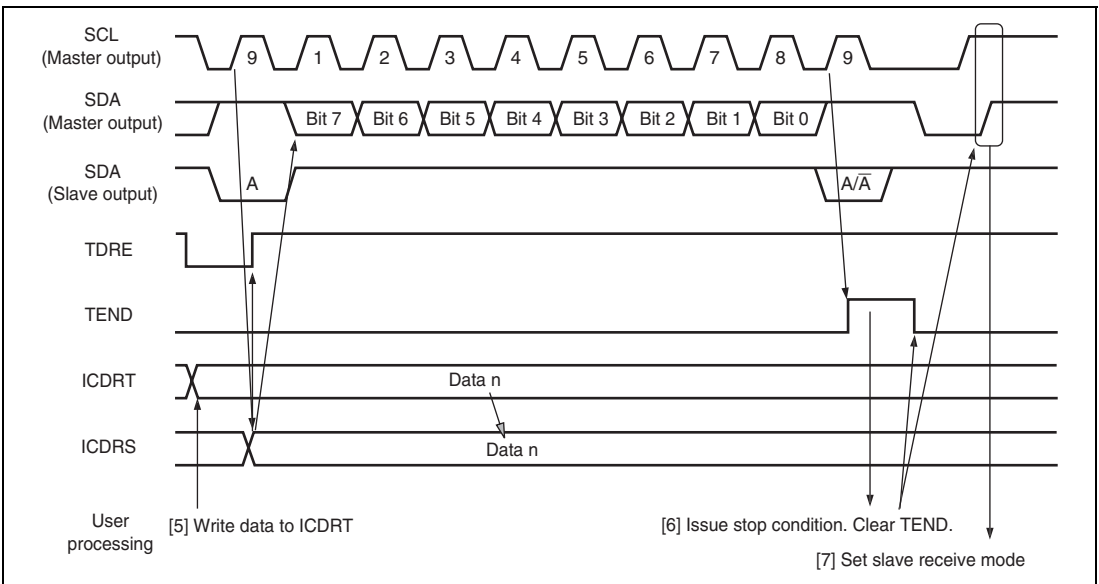 SCL
(Master output)
9 1 2 3 4 5 6 7 8 9
SDA
(Master output)
Bit 7 Bit 6 Bit 5 Bit 4 Bit 3 Bit 2 Bit 1 Bit 0
SDA
(Slave output)
A A/A̅
TDRE
TEND
ICDRT
Data n
ICDRS
Data n
User
processing
[5] Write data to ICDRT
[6] Issue stop condition. Clear TEND.
[7] Set slave receive mode